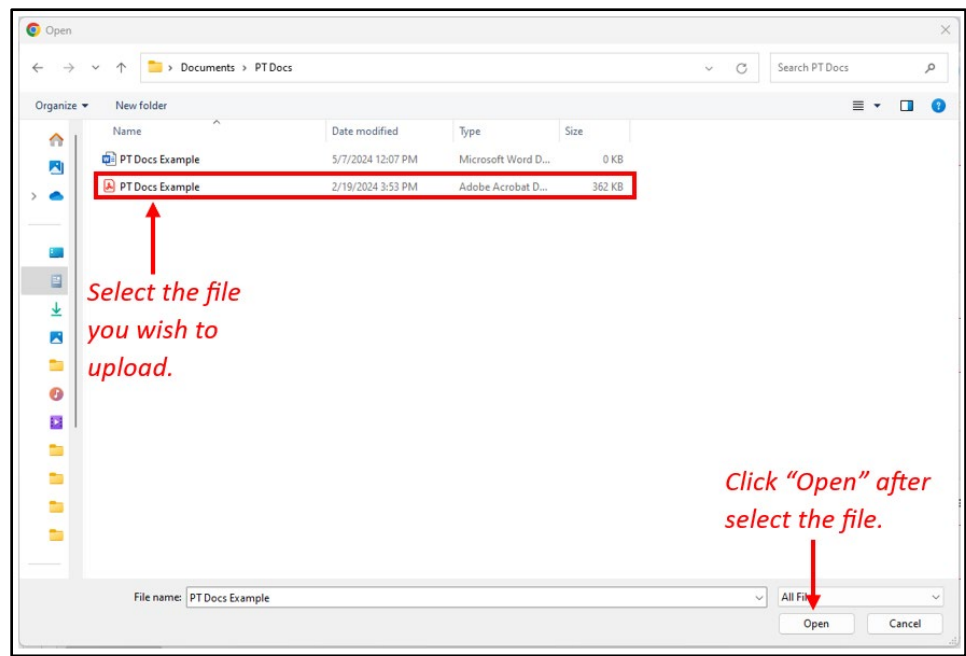 Open
Documents > PT Docs
Search PT Docs
Organize New folder
Name Date modified Type Size
PT Docs Example 5/7/2024 12:07 PM Microsoft Word D... 0 KB
PT Docs Example 2/19/2024 3:53 PM Adobe Acrobat D... 362 KB
Select the file
you wish to
upload.
Click “Open” after
select the file.
File name: PT Docs Example
All
Open Cancel